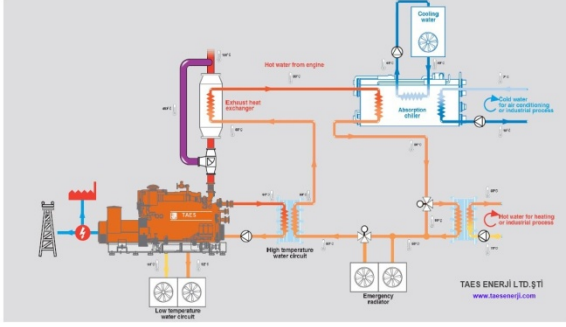 Cooling
water
Hot water from engine
Exhaust heat
exchanger
Absorption
chiller
Cold water
for air conditioning
or industrial process
TAES
High temperature
water circuit
Hot water for heating
or industrial process
Emergency
radiator
Low temperature
water circuit
TAES ENERJİ LTD.ŞTİ
www.taesenerji.com